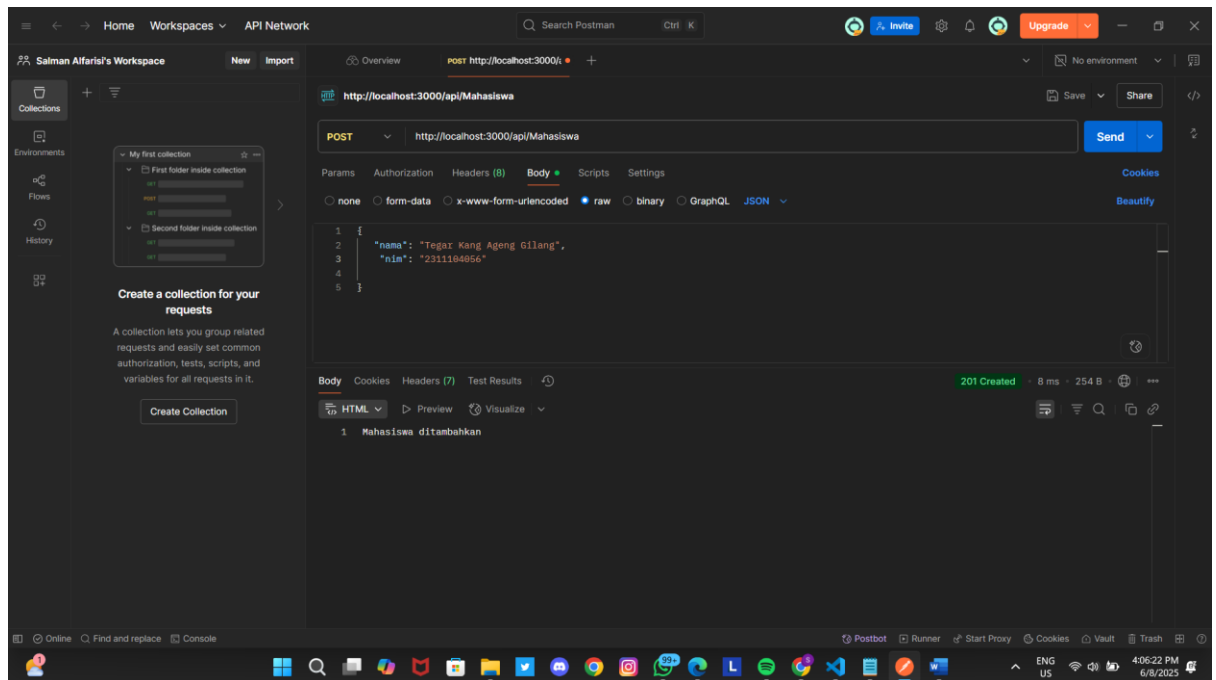 Home Workspaces API Network Search Postman Ctrl K Invite Upgrade
Salman Alfarisi's Workspace New Import Overview POST http://localhost:3000/a No environment
Collections
HTTP http://localhost:3000/api/Mahasiswa Save Share
POST http://localhost:3000/api/Mahasiswa Send
Environments
My first collection
First folder inside collection
GET
POST
GET
Second folder inside collection
GET
GET
Flows
History
Params Authorization Headers (8) Body Scripts Settings Cookies
none form-data x-www-form-urlencoded raw binary GraphQL JSON Beautify
1 {
2 "nama": "Tegar Kang Ageng Gilang",
3 "nim": "2311104056"
4
5 }
Create a collection for your
requests
A collection lets you group related
requests and easily set common
authorization, tests, scripts, and
variables for all requests in it.
Create Collection
Body Cookies Headers (7) Test Results 201 Created 8 ms 254 B
HTML Preview Visualize
1 Mahasiswa ditambahkan
Online Find and replace Console Postbot Runner Start Proxy Cookies Vault Trash
99+
L
ENG
US
4:06:22 PM
6/8/2025